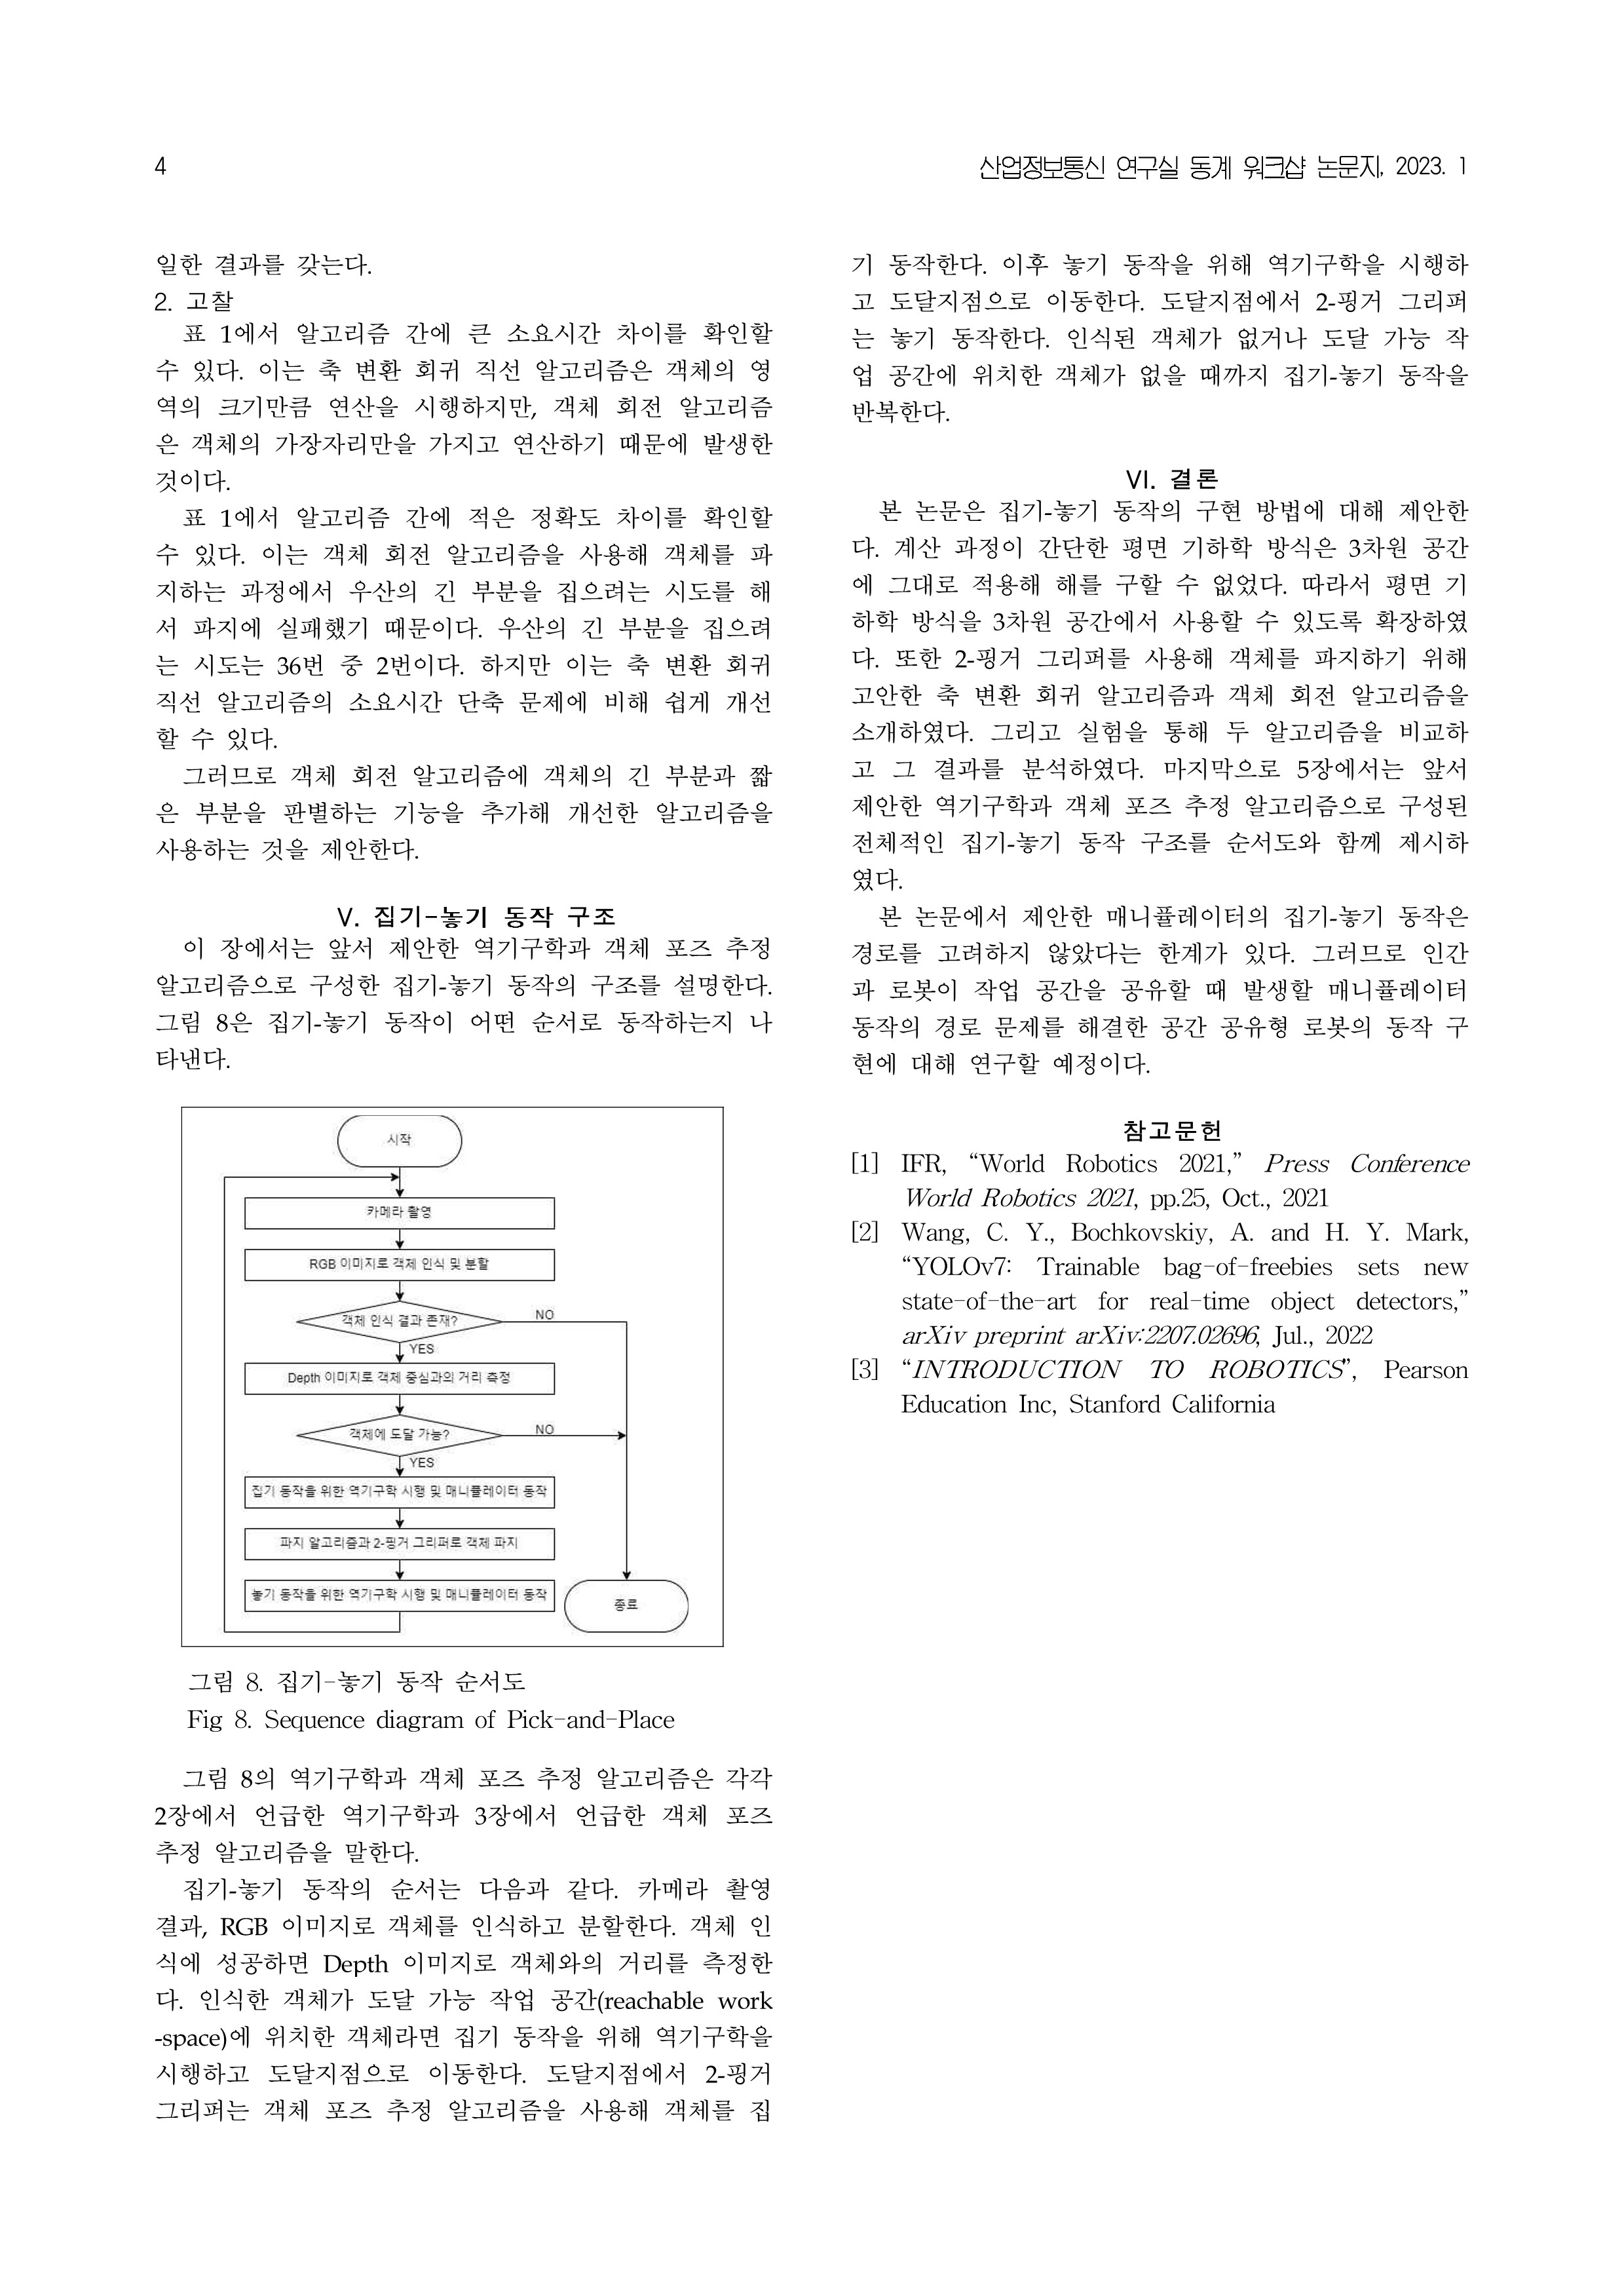 4
산업정보통신 연구실 동계 워크샵 논문지, 2023. 1
일한 결과를 갖는다.
2. 고찰
표 1에서 알고리즘 간에 큰 소요시간 차이를 확인할
수 있다. 이는 축 변환 회귀 직선 알고리즘은 객체의 영
역의 크기만큼 연산을 시행하지만, 객체 회전 알고리즘
은 객체의 가장자리만을 가지고 연산하기 때문에 발생한
것이다.
표 1에서 알고리즘 간에 적은 정확도 차이를 확인할
수 있다. 이는 객체 회전 알고리즘을 사용해 객체를 파
지하는 과정에서 우산의 긴 부분을 집으려는 시도를 해
서 파지에 실패했기 때문이다. 우산의 긴 부분을 집으려
는 시도는 36번 중 2번이다. 하지만 이는 축 변환 회귀
직선 알고리즘의 소요시간 단축 문제에 비해 쉽게 개선
할 수 있다.
그러므로 객체 회전 알고리즘에 객체의 긴 부분과 짧
은 부분을 판별하는 기능을 추가해 개선한 알고리즘을
사용하는 것을 제안한다.
V. 집기-놓기 동작 구조
이 장에서는 앞서 제안한 역기구학과 객체 포즈 추정
알고리즘으로 구성한 집기-놓기 동작의 구조를 설명한다.
그림 8은 집기-놓기 동작이 어떤 순서로 동작하는지 나
타낸다.
시작
카메라 촬영
RGB 이미지로 객체 인식 및 분할
객체 인식 결과 존재?
NO
YES
Depth 이미지로 객체 중심과의 거리 측정
객체에 도달 가능?
NO
YES
집기 동작을 위한 역기구학 시행 및 매니퓰레이터 동작
파지 알고리즘과 2-핑거 그리퍼로 객체 파지
놓기 동작을 위한 역기구학 시행 및 매니퓰레이터 동작
종료
그림 8. 집기-놓기 동작 순서도
Fig 8. Sequence diagram of Pick-and-Place
그림 8의 역기구학과 객체 포즈 추정 알고리즘은 각각
2장에서 언급한 역기구학과 3장에서 언급한 객체 포즈
추정 알고리즘을 말한다.
집기-놓기 동작의 순서는 다음과 같다. 카메라 촬영
결과, RGB 이미지로 객체를 인식하고 분할한다. 객체 인
식에 성공하면 Depth 이미지로 객체와의 거리를 측정한
다. 인식한 객체가 도달 가능 작업 공간(reachable work
-space)에 위치한 객체라면 집기 동작을 위해 역기구학을
시행하고 도달지점으로 이동한다. 도달지점에서 2-핑거
그리퍼는 객체 포즈 추정 알고리즘을 사용해 객체를 집
기 동작한다. 이후 놓기 동작을 위해 역기구학을 시행하
고 도달지점으로 이동한다. 도달지점에서 2-핑거 그리퍼
는 놓기 동작한다. 인식된 객체가 없거나 도달 가능 작
업 공간에 위치한 객체가 없을 때까지 집기-놓기 동작을
반복한다.
VI. 결론
본 논문은 집기-놓기 동작의 구현 방법에 대해 제안한
다. 계산 과정이 간단한 평면 기하학 방식은 3차원 공간
에 그대로 적용해 해를 구할 수 없었다. 따라서 평면 기
하학 방식을 3차원 공간에서 사용할 수 있도록 확장하였
다. 또한 2-핑거 그리퍼를 사용해 객체를 파지하기 위해
고안한 축 변환 회귀 알고리즘과 객체 회전 알고리즘을
소개하였다. 그리고 실험을 통해 두 알고리즘을 비교하
고 그 결과를 분석하였다. 마지막으로 5장에서는 앞서
제안한 역기구학과 객체 포즈 추정 알고리즘으로 구성된
전체적인 집기-놓기 동작 구조를 순서도와 함께 제시하
였다.
본 논문에서 제안한 매니퓰레이터의 집기-놓기 동작은
경로를 고려하지 않았다는 한계가 있다. 그러므로 인간
과 로봇이 작업 공간을 공유할 때 발생할 매니퓰레이터
동작의 경로 문제를 해결한 공간 공유형 로봇의 동작 구
현에 대해 연구할 예정이다.
참고문헌
[1] IFR, “World Robotics 2021,” Press Conference
World Robotics 2021, pp.25, Oct., 2021
[2] Wang, C. Y., Bochkovskiy, A. and H. Y. Mark,
“YOLOv7: Trainable bag-of-freebies sets new
state-of-the-art for real-time object detectors,”
arXiv preprint arXiv:2207.02696, Jul., 2022
[3] “INTRODUCTION TO ROBOTICS”, Pearson
Education Inc, Stanford California